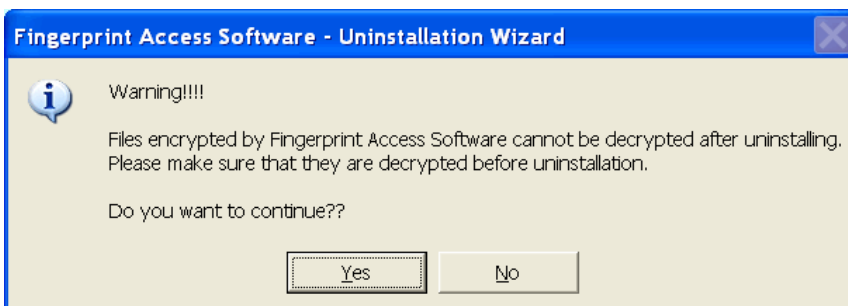 Fingerprint Access Software - Uninstallation Wizard
Warning!!!!
Files encrypted by Fingerprint Access Software cannot be decrypted after uninstalling.
Please make sure that they are decrypted before uninstallation.
Do you want to continue??
Yes
No